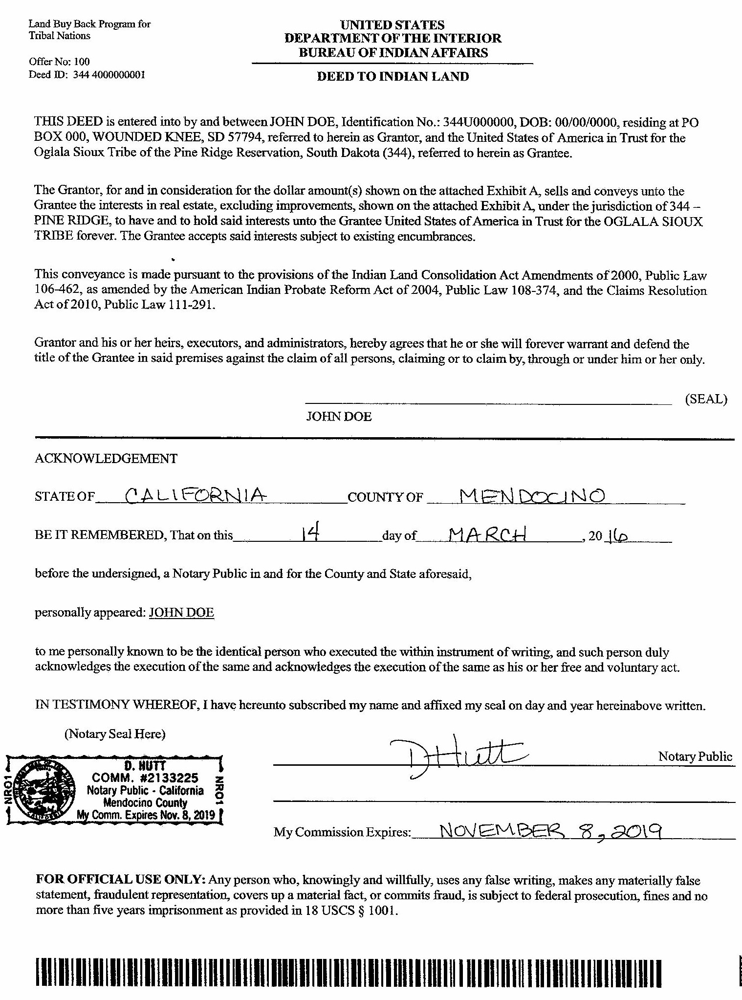 Land Buy Back Program for
Tribal Nations
Offer No: 100
Deed ID: 344 4000000001
UNITED STATES
DEPARTMENT OF THE INTERIOR
BUREAU OF INDIAN AFFAIRS
DEED TO INDIAN LAND
THIS DEED is entered into by and between JOHN DOE, Identification No.: 344U000000, DOB: 00/00/0000, residing at PO
BOX 000, WOUNDED KNEE, SD 57794, referred to herein as Grantor, and the United States of America in Trust for the
Oglala Sioux Tribe of the Pine Ridge Reservation, South Dakota (344), referred to herein as Grantee.
The Grantor, for and in consideration for the dollar amount(s) shown on the attached Exhibit A, sells and conveys unto the
Grantee the interests in real estate, excluding improvements, shown on the attached Exhibit A, under the jurisdiction of 344 –
PINE RIDGE, to have and to hold said interests unto the Grantee United States of America in Trust for the OGLALA SIOUX
TRIBE forever. The Grantee accepts said interests subject to existing encumbrances.
This conveyance is made pursuant to the provisions of the Indian Land Consolidation Act Amendments of 2000, Public Law
106-462, as amended by the American Indian Probate Reform Act of 2004, Public Law 108-374, and the Claims Resolution
Act of 2010, Public Law 111-291.
Grantor and his or her heirs, executors, and administrators, hereby agrees that he or she will forever warrant and defend the
title of the Grantee in said premises against the claim of all persons, claiming or to claim by, through or under him or her only.
(SEAL)
JOHN DOE
ACKNOWLEDGEMENT
STATE OF CALIFORNIA COUNTY OF MENDOCINO
BE IT REMEMBERED, That on this 14 day of MARCH, 20 16
before the undersigned, a Notary Public in and for the County and State aforesaid,
personally appeared: JOHN DOE
to me personally known to be the identical person who executed the within instrument of writing, and such person duly
acknowledges the execution of the same and acknowledges the execution of the same as his or her free and voluntary act.
IN TESTIMONY WHEREOF, I have hereunto subscribed my name and affixed my seal on day and year hereinabove written.
(Notary Seal Here)
NRO1
D. HUTT
COMM. #2133225
Notary Public - California
Mendocino County
My Comm. Expires Nov. 8, 2019
NRO1
DHutt Notary Public
My Commission Expires: NOVEMBER 8, 2019
FOR OFFICIAL USE ONLY: Any person who, knowingly and willfully, uses any false writing, makes any materially false
statement, fraudulent representation, covers up a material fact, or commits fraud, is subject to federal prosecution, fines and no
more than five years imprisonment as provided in 18 USCS § 1001.